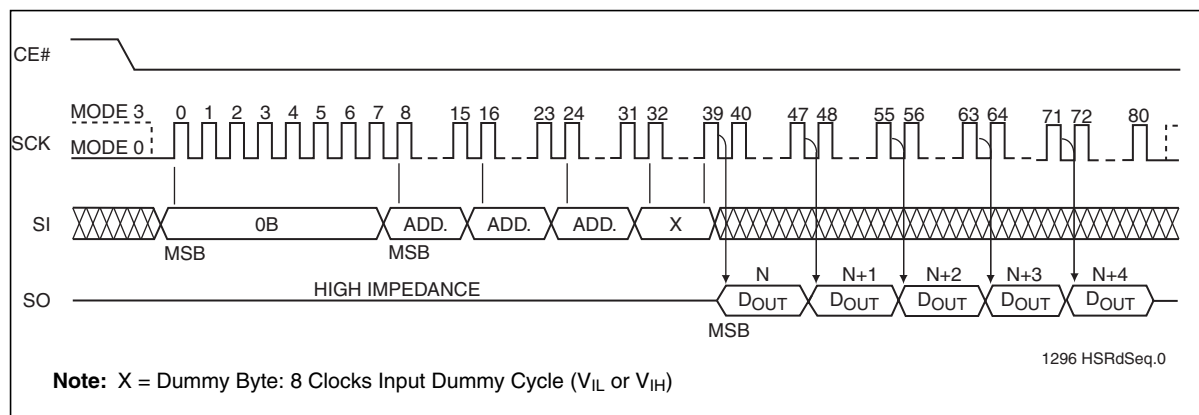 CE#
MODE 3 0 1 2 3 4 5 6 7 8 15 16 23 24 31 32 39 40 47 48 55 56 63 64 71 72 80
SCK MODE 0
SI 0B ADD. ADD. ADD. X
MSB MSB
N N+1 N+2 N+3 N+4
SO HIGH IMPEDANCE DOUT DOUT DOUT DOUT DOUT
MSB
1296 HSRdSeq.0
Note: X = Dummy Byte: 8 Clocks Input Dummy Cycle (VIL or VIH)